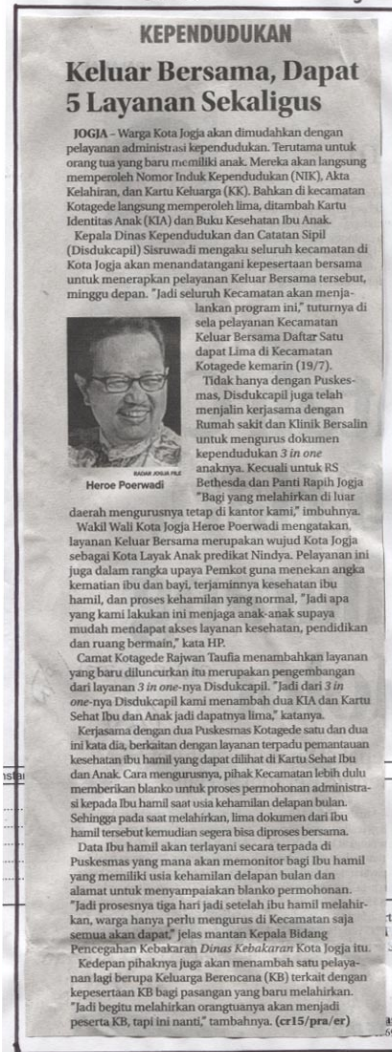 KEPENDUDUKAN
Keluar Bersama, Dapat
5 Layanan Sekaligus
JOGJA – Warga Kota Jogja akan dimudahkan dengan
pelayanan administrasi kependudukan. Terutama untuk
orang tua yang baru memiliki anak. Mereka akan langsung
memperoleh Nomor Induk Kependudukan (NIK), Akta
Kelahiran, dan Kartu Keluarga (KK). Bahkan di kecamatan
Kotagede langsung memperoleh lima, ditambah Kartu
Identitas Anak (KIA) dan Buku Kesehatan Ibu Anak.
Kepala Dinas Kependudukan dan Catatan Sipil
(Disdukcapil) Sisruwadi mengaku seluruh kecamatan di
Kota Jogja akan menandatangani kepesertaan bersama
untuk menerapkan pelayanan Keluar Bersama tersebut,
minggu depan. "Jadi seluruh Kecamatan akan menja-
lankan program ini," tuturnya di
sela pelayanan Kecamatan
Keluar Bersama Daftar Satu
dapat Lima di Kecamatan
Kotagede kemarin (19/7).
Tidak hanya dengan Puskes-
mas, Disdukcapil juga telah
menjalin kerjasama dengan
Rumah sakit dan Klinik Bersalin
untuk mengurus dokumen
kependudukan 3 in one
anaknya. Kecuali untuk RS
Bethesda dan Panti Rapih Jogja
"Bagi yang melahirkan di luar
daerah mengurusnya tetap di kantor kami," imbuhnya.
RADAR JOGJA FILE
Heroe Poerwadi
Wakil Wali Kota Jogja Heroe Poerwadi mengatakan,
layanan Keluar Bersama merupakan wujud Kota Jogja
sebagai Kota Layak Anak predikat Nindya. Pelayanan ini
juga dalam rangka upaya Pemkot guna menekan angka
kematian ibu dan bayi, terjaminnya kesehatan ibu
hamil, dan proses kehamilan yang normal, "Jadi apa
yang kami lakukan ini menjaga anak-anak supaya
mudah mendapat akses layanan kesehatan, pendidikan
dan ruang bermain," kata HP.
Camat Kotagede Rajwan Taufia menambahkan layanan
yang baru diluncurkan itu merupakan pengembangan
dari layanan 3 in one-nya Disdukcapil. "Jadi dari 3 in
one-nya Disdukcapil kami menambah dua KIA dan Kartu
Sehat Ibu dan Anak jadi dapatnya lima," katanya.
Kerjasama dengan dua Puskesmas Kotagede satu dan dua
ini kata dia, berkaitan dengan layanan terpadu pemantauan
kesehatan ibu hamil yang dapat dilihat di Kartu Sehat Ibu
dan Anak. Cara mengurusnya, pihak Kecamatan lebih dulu
memberikan blanko untuk proses permohonan administra-
si kepada Ibu hamil saat usia kehamilan delapan bulan.
Sehingga pada saat melahirkan, lima dokumen dari Ibu
hamil tersebut kemudian segera bisa diproses bersama.
Data Ibu hamil akan terlayani secara terpada di
Puskesmas yang mana akan memonitor bagi Ibu hamil
yang memiliki usia kehamilan delapan bulan dan
alamat untuk menyampaiakan blanko permohonan.
"Jadi prosesnya tiga hari jadi setelah ibu hamil melahir-
kan, warga hanya perlu mengurus di Kecamatan saja
semua akan dapat," jelas mantan Kepala Bidang
Pencegahan Kebakaran Dinas Kebakaran Kota Jogja itu.
Kedepan pihaknya juga akan menambah satu pelaya-
nan lagi berupa Keluarga Berencana (KB) terkait dengan
kepesertaan KB bagi pasangan yang baru melahirkan.
"Jadi begitu melahirkan orangtuanya akan menjadi
peserta KB, tapi ini nanti," tambahnya. (cr15/pra/er)